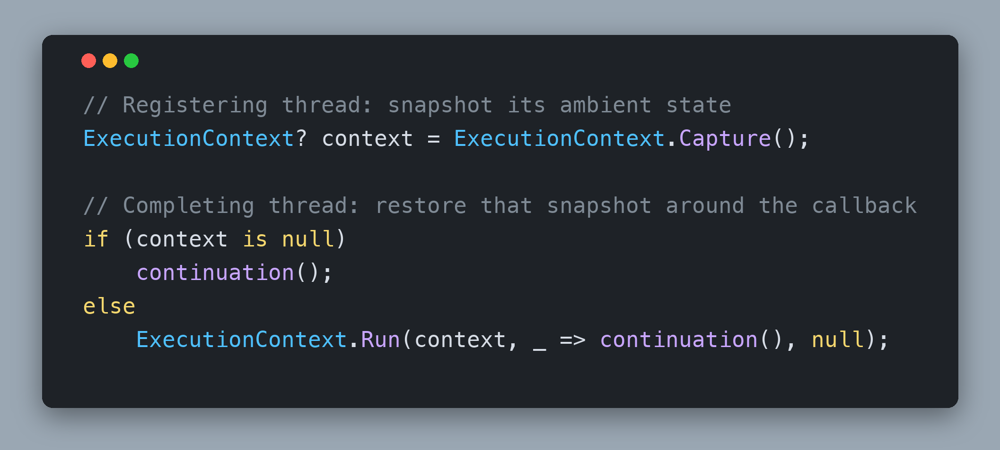 // Registering thread: snapshot its ambient state
ExecutionContext? context = ExecutionContext.Capture();
// Completing thread: restore that snapshot around the callback
if (context is null)
    continuation();
else
    ExecutionContext.Run(context, _ => continuation(), null);